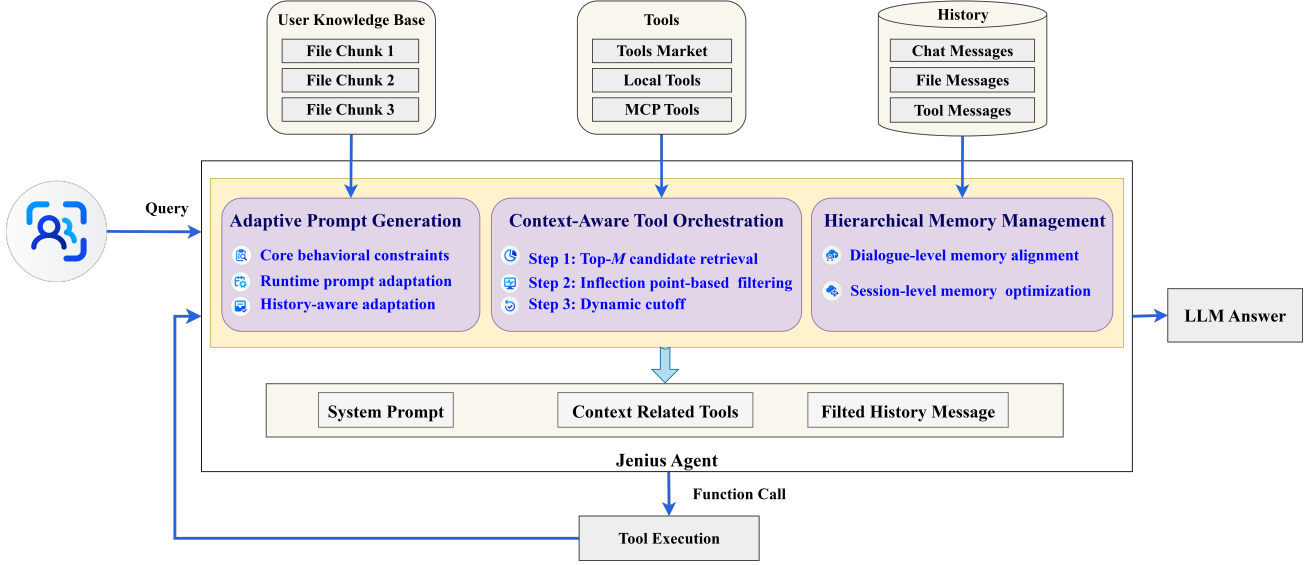 User Knowledge Base
File Chunk 1
File Chunk 2
File Chunk 3
Tools
Tools Market
Local Tools
MCP Tools
History
Chat Messages
File Messages
Tool Messages
Query
Adaptive Prompt Generation
Core behavioral constraints
Runtime prompt adaptation
History-aware adaptation
Context-Aware Tool Orchestration
Step 1: Top-M candidate retrieval
Step 2: Inflection point-based filtering
Step 3: Dynamic cutoff
Hierarchical Memory Management
Dialogue-level memory alignment
Session-level memory optimization
LLM Answer
System Prompt
Context Related Tools
Filted History Message
Jenius Agent
Function Call
Tool Execution